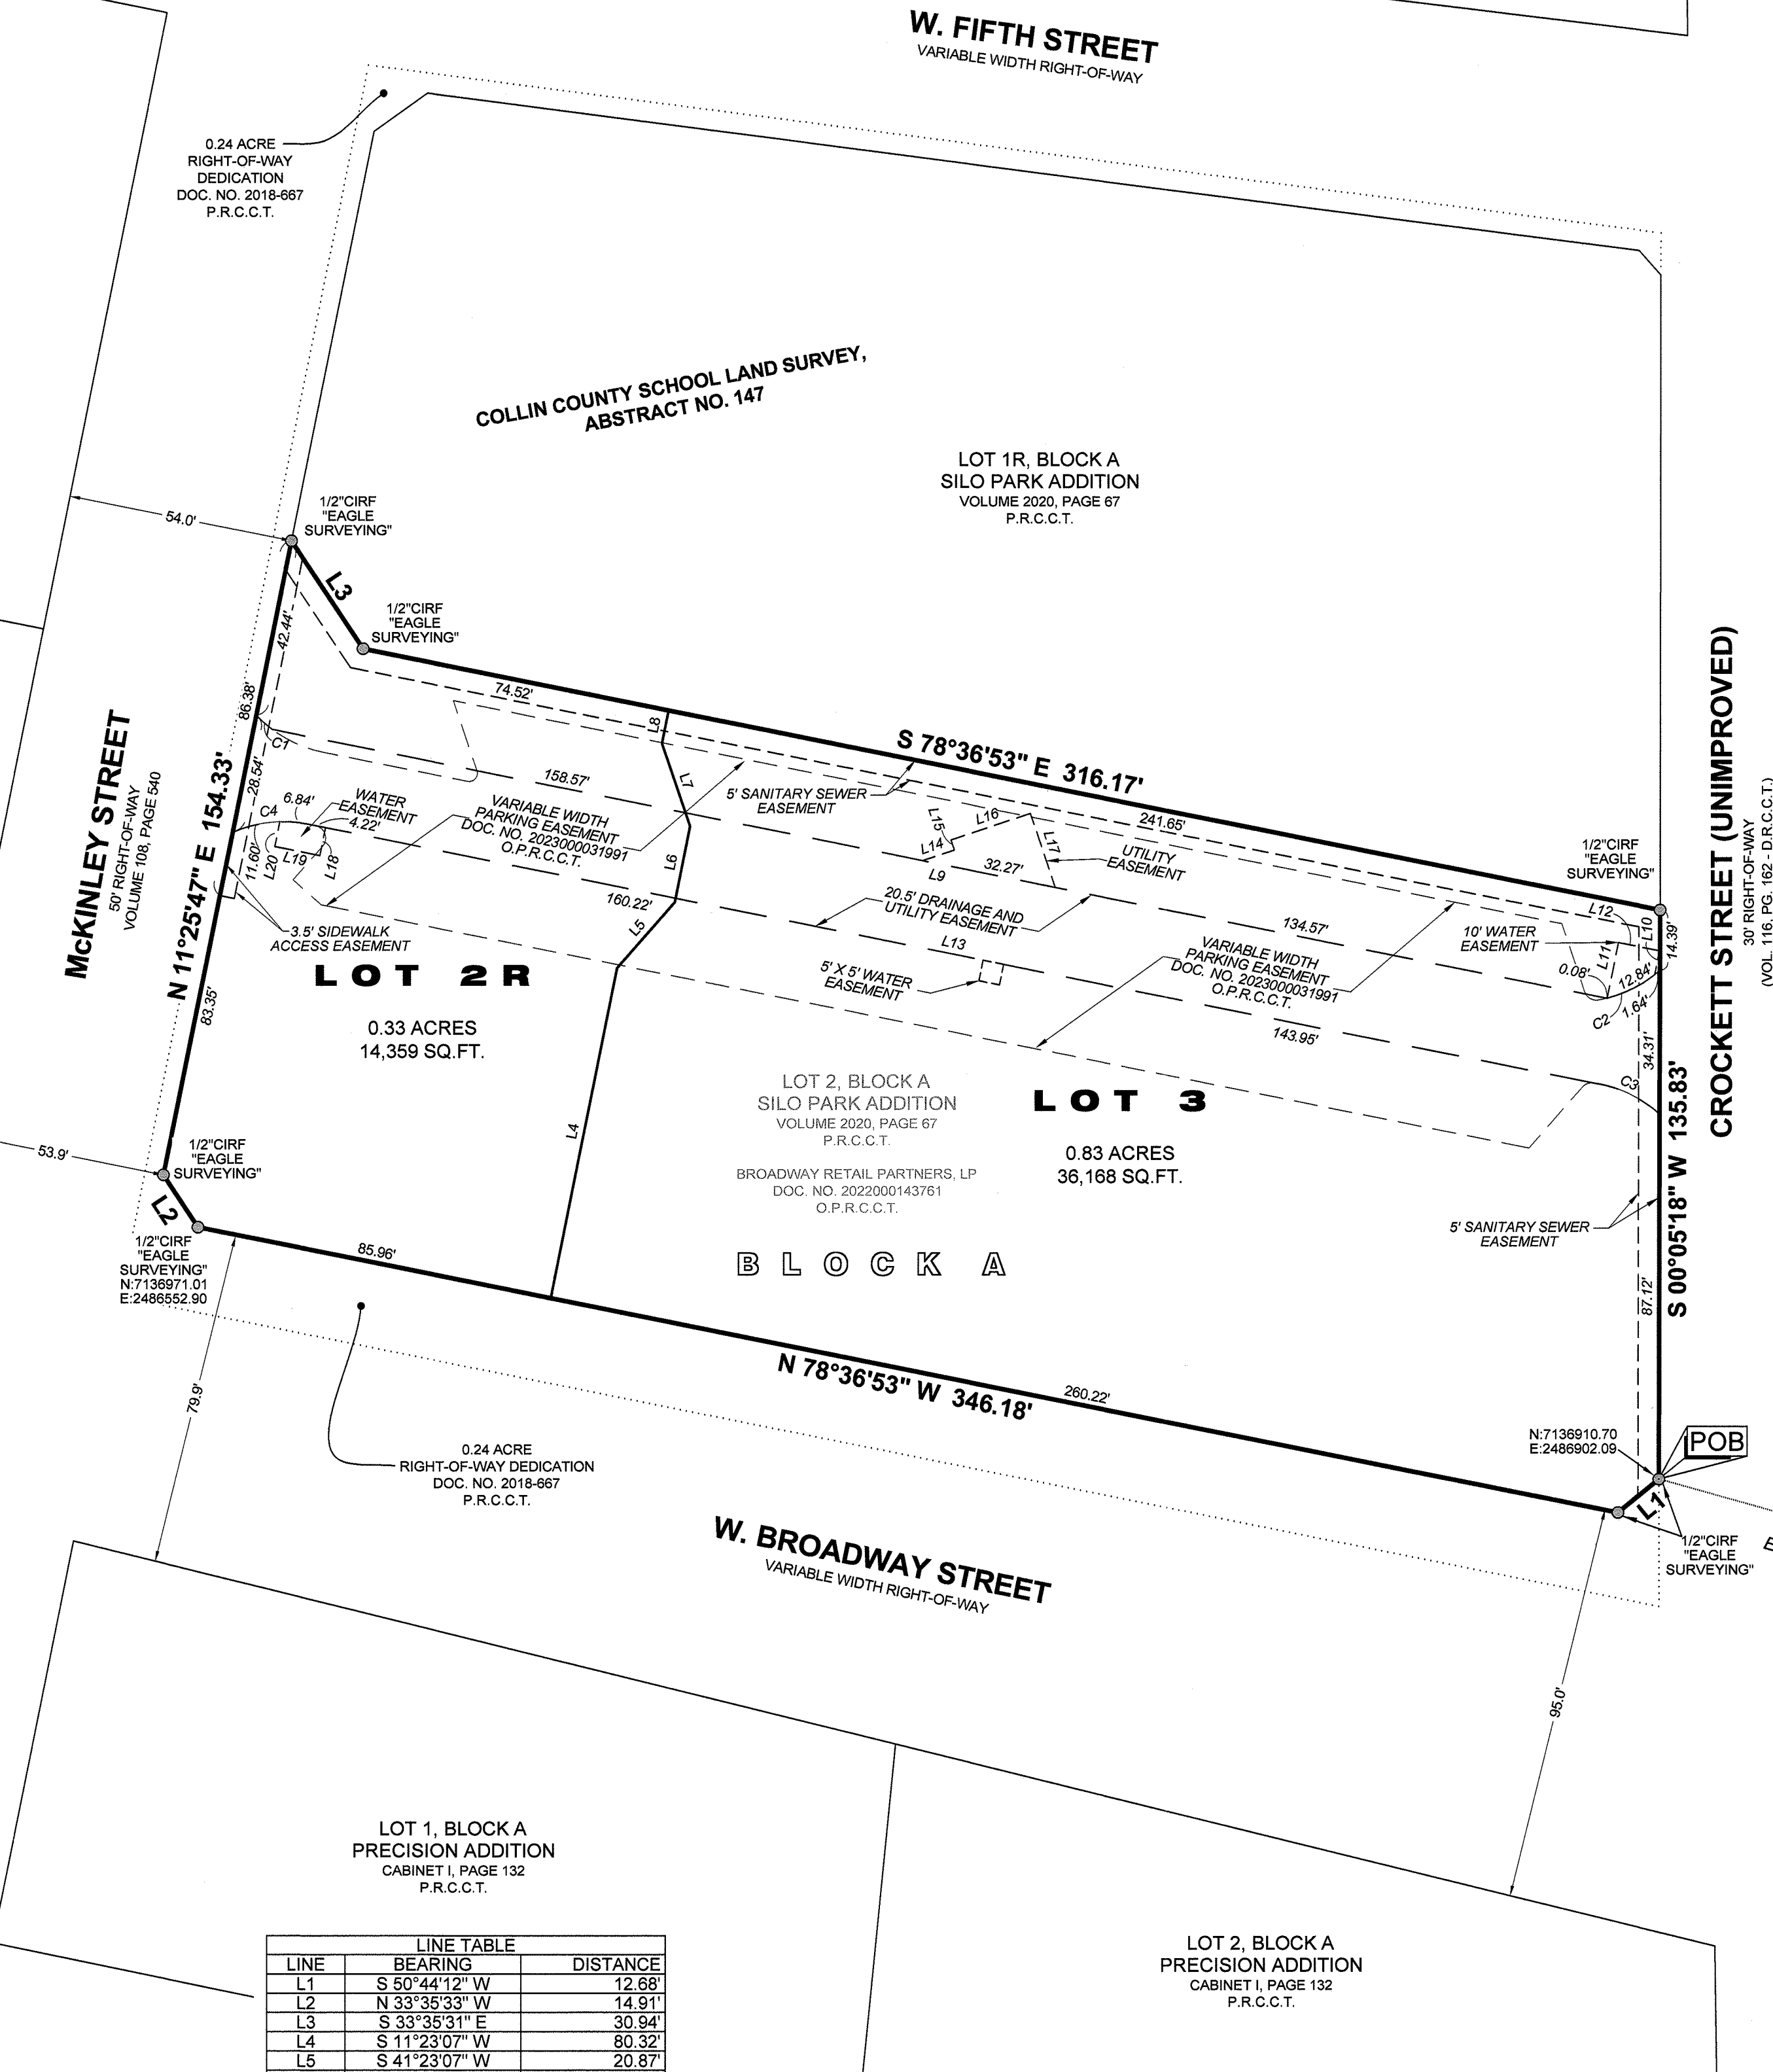 W. FIFTH STREET
VARIABLE WIDTH RIGHT-OF-WAY
0.24 ACRE
RIGHT-OF-WAY
DEDICATION
DOC. NO. 2018-667
P.R.C.C.T.
COLLIN COUNTY SCHOOL LAND SURVEY,
ABSTRACT NO. 147
LOT 1R, BLOCK A
SILO PARK ADDITION
VOLUME 2020, PAGE 67
P.R.C.C.T.
54.0'
1/2"CIRF
"EAGLE
SURVEYING"
L3
1/2"CIRF
"EAGLE
SURVEYING"
42.44'
86.38'
74.52'
L8
S 78°36'53" E 316.17'
McKINLEY STREET
50' RIGHT-OF-WAY
VOLUME 108, PAGE 540
N 11°25'47" E 154.33'
C1
28.54'
158.57'
L7
5' SANITARY SEWER
EASEMENT
241.65'
C4
6.84'
WATER
EASEMENT
4.22'
VARIABLE WIDTH
PARKING EASEMENT
DOC. NO. 2023000031991
O.P.R.C.C.T.
L15
L16
L14
L17
UTILITY
EASEMENT
1/2"CIRF
"EAGLE
SURVEYING"
11.60'
L20
L19
L18
L6
L9
32.27'
160.22'
L5
20.5' DRAINAGE AND
UTILITY EASEMENT
134.57'
L12
L10
14.39'
10' WATER
EASEMENT
L11
0.08'
12.84'
1.64'
C2
3.5' SIDEWALK
ACCESS EASEMENT
L13
5' X 5' WATER
EASEMENT
VARIABLE WIDTH
PARKING EASEMENT
DOC. NO. 2023000031991
O.P.R.C.C.T.
CROCKETT STREET (UNIMPROVED)
30' RIGHT-OF-WAY
(VOL. 116, PG. 162 - D.R.C.C.T.)
LOT 2R
0.33 ACRES
14,359 SQ.FT.
83.35'
143.95'
34.31'
C3
LOT 2, BLOCK A
SILO PARK ADDITION
VOLUME 2020, PAGE 67
P.R.C.C.T.
BROADWAY RETAIL PARTNERS, LP
DOC. NO. 2022000143761
O.P.R.C.C.T.
LOT 3
0.83 ACRES
36,168 SQ.FT.
L4
53.9'
1/2"CIRF
"EAGLE
SURVEYING"
L2
1/2"CIRF
"EAGLE
SURVEYING"
N:7136971.01
E:2486552.90
S 00°05'18" W 135.83'
5' SANITARY SEWER
EASEMENT
87.12'
85.96'
BLOCK A
79.9'
N 78°36'53" W 346.18'
260.22'
N:7136910.70
E:2486902.09
POB
L1
1/2"CIRF
"EAGLE
SURVEYING"
0.24 ACRE
RIGHT-OF-WAY DEDICATION
DOC. NO. 2018-667
P.R.C.C.T.
W. BROADWAY STREET
VARIABLE WIDTH RIGHT-OF-WAY
95.0'
LOT 1, BLOCK A
PRECISION ADDITION
CABINET I, PAGE 132
P.R.C.C.T.
LOT 2, BLOCK A
PRECISION ADDITION
CABINET I, PAGE 132
P.R.C.C.T.
LINE TABLE
LINE BEARING DISTANCE
L1 S 50°44'12" W 12.68'
L2 N 33°35'33" W 14.91'
L3 S 33°35'31" E 30.94'
L4 S 11°23'07" W 80.32'
L5 S 41°23'07" W 20.87'